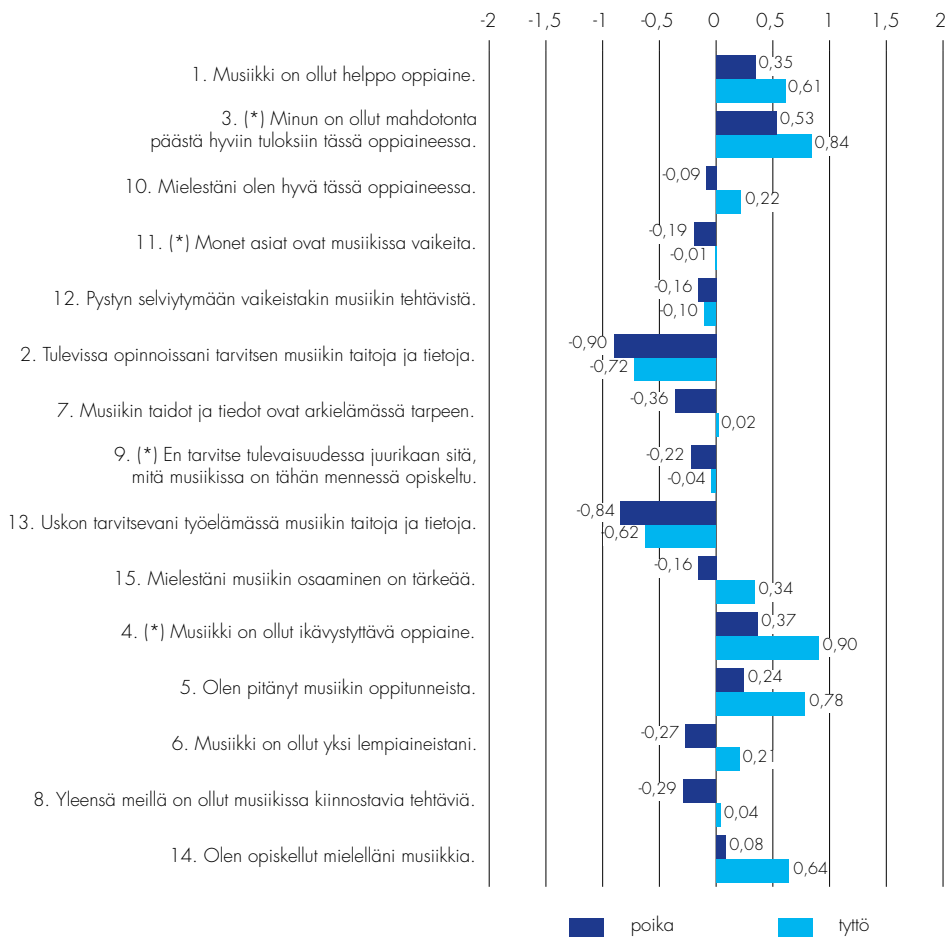 -2 -1,5 -1 -0,5 0 0,5 1 1,5 2
1. Musiikki on ollut helppo oppiaine.
0,35
0,61
3. (*) Minun on ollut mahdotonta
päästä hyviin tuloksiin tässä oppiaineessa.
0,53
0,84
10. Mielestäni olen hyvä tässä oppiaineessa.
-0,09
0,22
11. (*) Monet asiat ovat musiikissa vaikeita.
-0,19
-0,01
12. Pystyn selviytymään vaikeistakin musiikin tehtävistä.
-0,16
-0,10
2. Tulevissa opinnoissani tarvitsen musiikin taitoja ja tietoja.
-0,90
-0,72
7. Musiikin taidot ja tiedot ovat arkielämässä tarpeen.
-0,36
0,02
9. (*) En tarvitse tulevaisuudessa juurikaan sitä,
mitä musiikissa on tähän mennessä opiskeltu.
-0,22
-0,04
13. Uskon tarvitsevani työelämässä musiikin taitoja ja tietoja.
-0,84
-0,62
15. Mielestäni musiikin osaaminen on tärkeää.
-0,16
0,34
4. (*) Musiikki on ollut ikävystyttävä oppiaine.
0,37
0,90
5. Olen pitänyt musiikin oppitunneista.
0,24
0,78
6. Musiikki on ollut yksi lempiaineistani.
-0,27
0,21
8. Yleensä meillä on ollut musiikissa kiinnostavia tehtäviä.
-0,29
0,04
14. Olen opiskellut mielelläni musiikkia.
0,08
0,64
poika tyttö